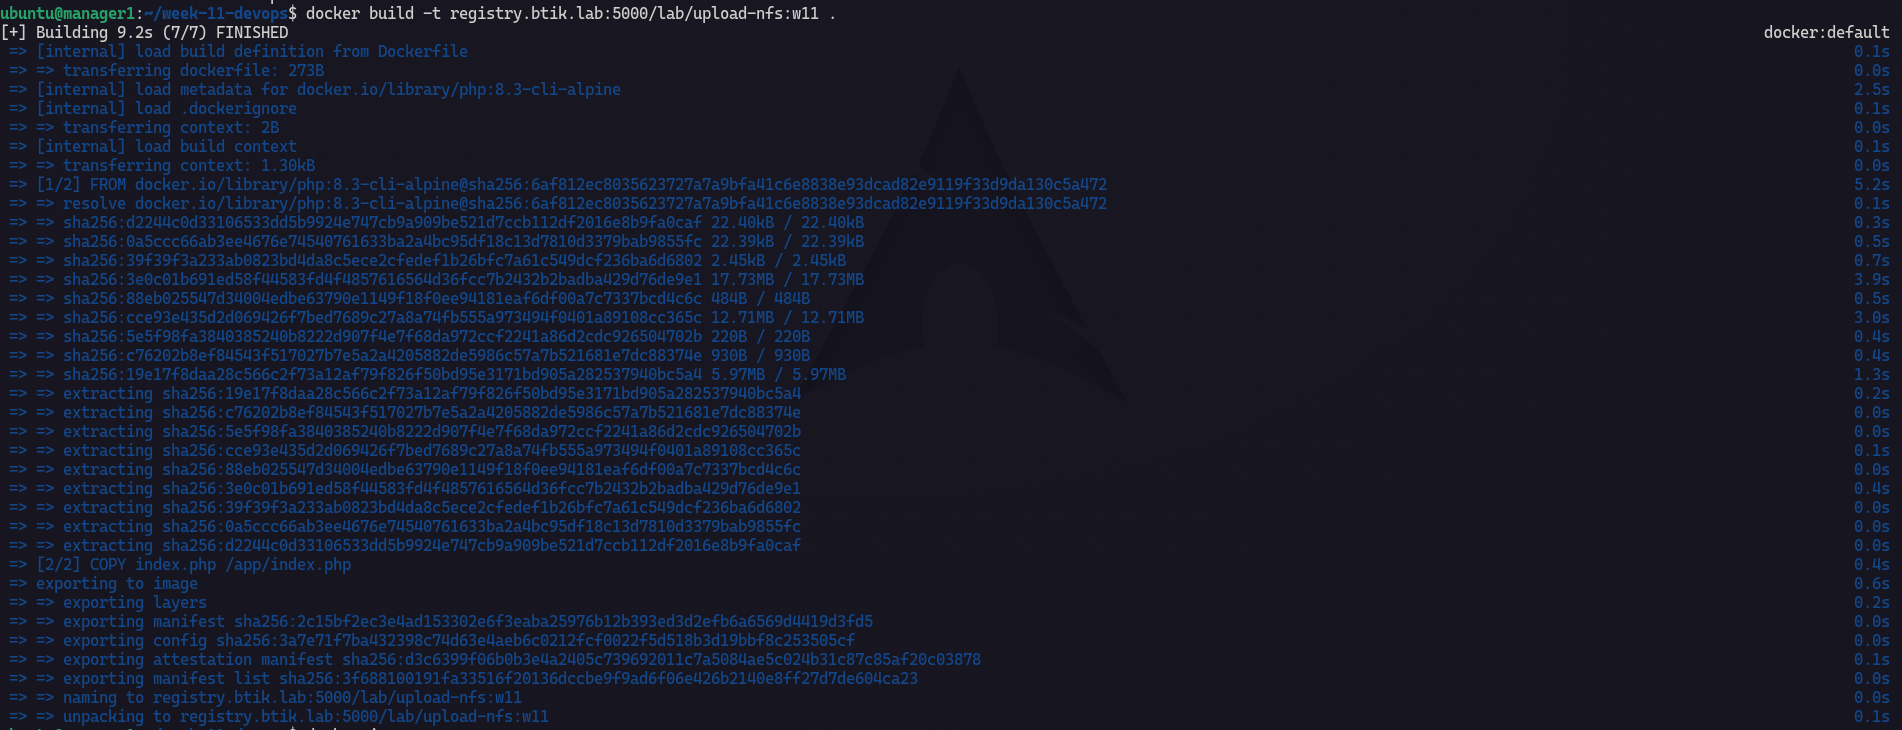 ubuntu@manager1:~/week-11-devops$ docker build -t registry.btik.lab:5000/lab/upload-nfs:w11 .
[+] Building 9.2s (7/7) FINISHED docker:default
=> [internal] load build definition from Dockerfile 0.1s
=> => transferring dockerfile: 273B 0.0s
=> [internal] load metadata for docker.io/library/php:8.3-cli-alpine 2.5s
=> [internal] load .dockerignore 0.1s
=> => transferring context: 2B 0.0s
=> [internal] load build context 0.1s
=> => transferring context: 1.30kB 0.0s
=> [1/2] FROM docker.io/library/php:8.3-cli-alpine@sha256:6af812ec8035623727a7a9bfa41c6e8838e93dcad82e9119f33d9da130c5a472 5.2s
=> => resolve docker.io/library/php:8.3-cli-alpine@sha256:6af812ec8035623727a7a9bfa41c6e8838e93dcad82e9119f33d9da130c5a472 0.1s
=> => sha256:d2244c0d33106533dd5b9924e747cb9a909be521d7ccb112df2016e8b9fa0caf 22.40kB / 22.40kB 0.3s
=> => sha256:0a5ccc66ab3ee4676e74540761633ba2a4bc95df18c13d7810d3379bab9855fc 22.39kB / 22.39kB 0.5s
=> => sha256:39f39f3a233ab0823bd4da8c5ece2cfedef1b26bfc7a61c549dcf236ba6d6802 2.45kB / 2.45kB 0.7s
=> => sha256:3e0c01b691ed58f44583fd4f4857616564d36fcc7b2432b2badba429d76de9e1 17.73MB / 17.73MB 3.9s
=> => sha256:88eb025547d34004edbe63790e1149f18f0ee94181eaf6df00a7c7337bcd4c6c 484B / 484B 0.5s
=> => sha256:cce93e435d2d069426f7bed7689c27a8a74fb555a973494f0401a89108cc365c 12.71MB / 12.71MB 3.0s
=> => sha256:5e5f98fa3840385240b8222d907f4e7f68da972ccf2241a86d2cdc926504702b 220B / 220B 0.4s
=> => sha256:c76202b8ef84543f517027b7e5a2a4205882de5986c57a7b521681e7dc88374e 930B / 930B 0.4s
=> => sha256:19e17f8daa28c566c2f73a12af79f826f50bd95e3171bd905a282537940bc5a4 5.97MB / 5.97MB 1.3s
=> => extracting sha256:19e17f8daa28c566c2f73a12af79f826f50bd95e3171bd905a282537940bc5a4 0.2s
=> => extracting sha256:c76202b8ef84543f517027b7e5a2a4205882de5986c57a7b521681e7dc88374e 0.0s
=> => extracting sha256:5e5f98fa3840385240b8222d907f4e7f68da972ccf2241a86d2cdc926504702b 0.0s
=> => extracting sha256:cce93e435d2d069426f7bed7689c27a8a74fb555a973494f0401a89108cc365c 0.1s
=> => extracting sha256:88eb025547d34004edbe63790e1149f18f0ee94181eaf6df00a7c7337bcd4c6c 0.0s
=> => extracting sha256:3e0c01b691ed58f44583fd4f4857616564d36fcc7b2432b2badba429d76de9e1 0.4s
=> => extracting sha256:39f39f3a233ab0823bd4da8c5ece2cfedef1b26bfc7a61c549dcf236ba6d6802 0.0s
=> => extracting sha256:0a5ccc66ab3ee4676e74540761633ba2a4bc95df18c13d7810d3379bab9855fc 0.0s
=> => extracting sha256:d2244c0d33106533dd5b9924e747cb9a909be521d7ccb112df2016e8b9fa0caf 0.0s
=> [2/2] COPY index.php /app/index.php 0.4s
=> exporting to image 0.6s
=> => exporting layers 0.2s
=> => exporting manifest sha256:2c15bf2ec3e4ad153302e6f3eaba25976b12b393ed3d2efb6a6569d4419d3fd5 0.0s
=> => exporting config sha256:3a7e71f7ba432398c74d63e4aeb6c0212fcf0022f5d518b3d19bbf8c253505cf 0.0s
=> => exporting attestation manifest sha256:d3c6399f06b0b3e4a2405c739692011c7a5084ae5c024b31c87c85af20c03878 0.1s
=> => exporting manifest list sha256:3f688100191fa33516f20136dccbe9f9ad6f06e426b2140e8ff27d7de604ca23 0.0s
=> => naming to registry.btik.lab:5000/lab/upload-nfs:w11 0.0s
=> => unpacking to registry.btik.lab:5000/lab/upload-nfs:w11 0.1s